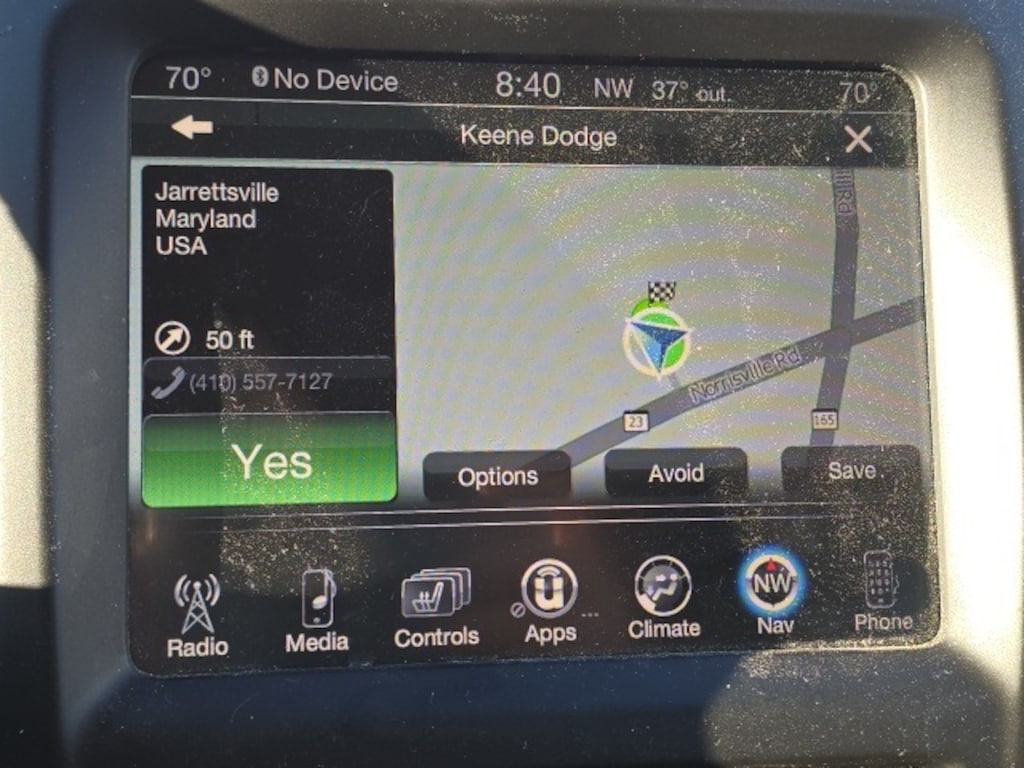 70°
No Device
8:40
NW
37° out.
70°
Keene Dodge
Jarrettsville
Maryland
USA
50 ft
(410) 557-7127
Yes
Norrisville Rd
23
165
Options
Avoid
Save
NW
Radio
Media
Controls
Apps
Climate
Nav
Phone